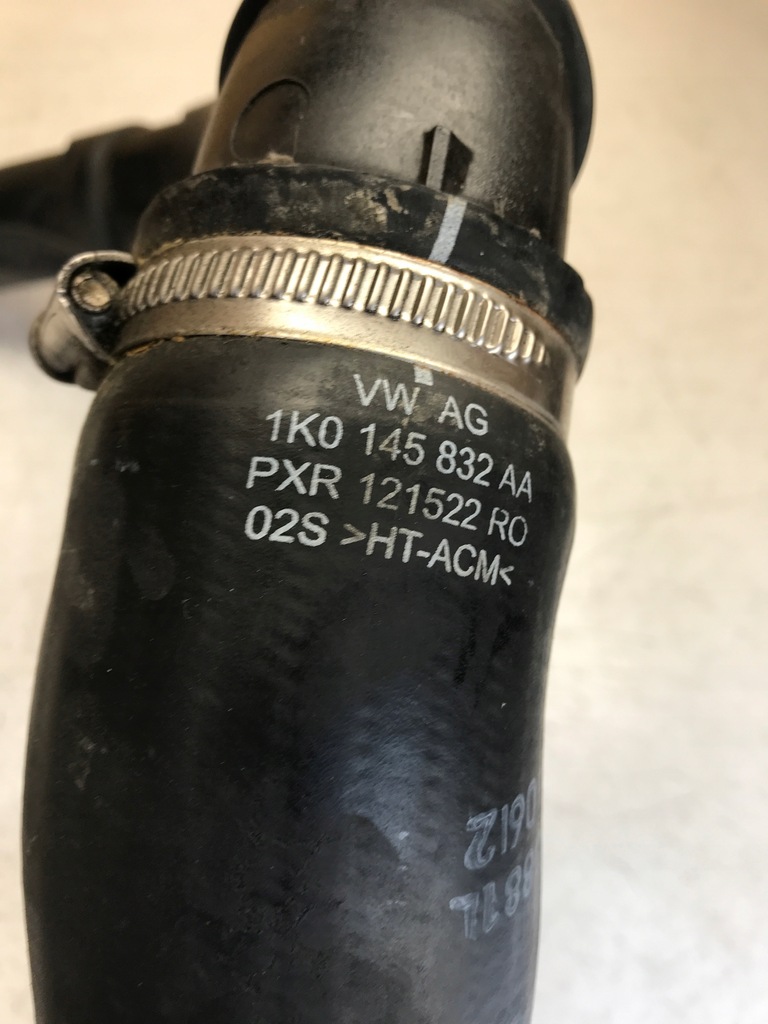 VW AG
1K0 145 832 AA
PXR 121522 RO
02S >HT-ACM<